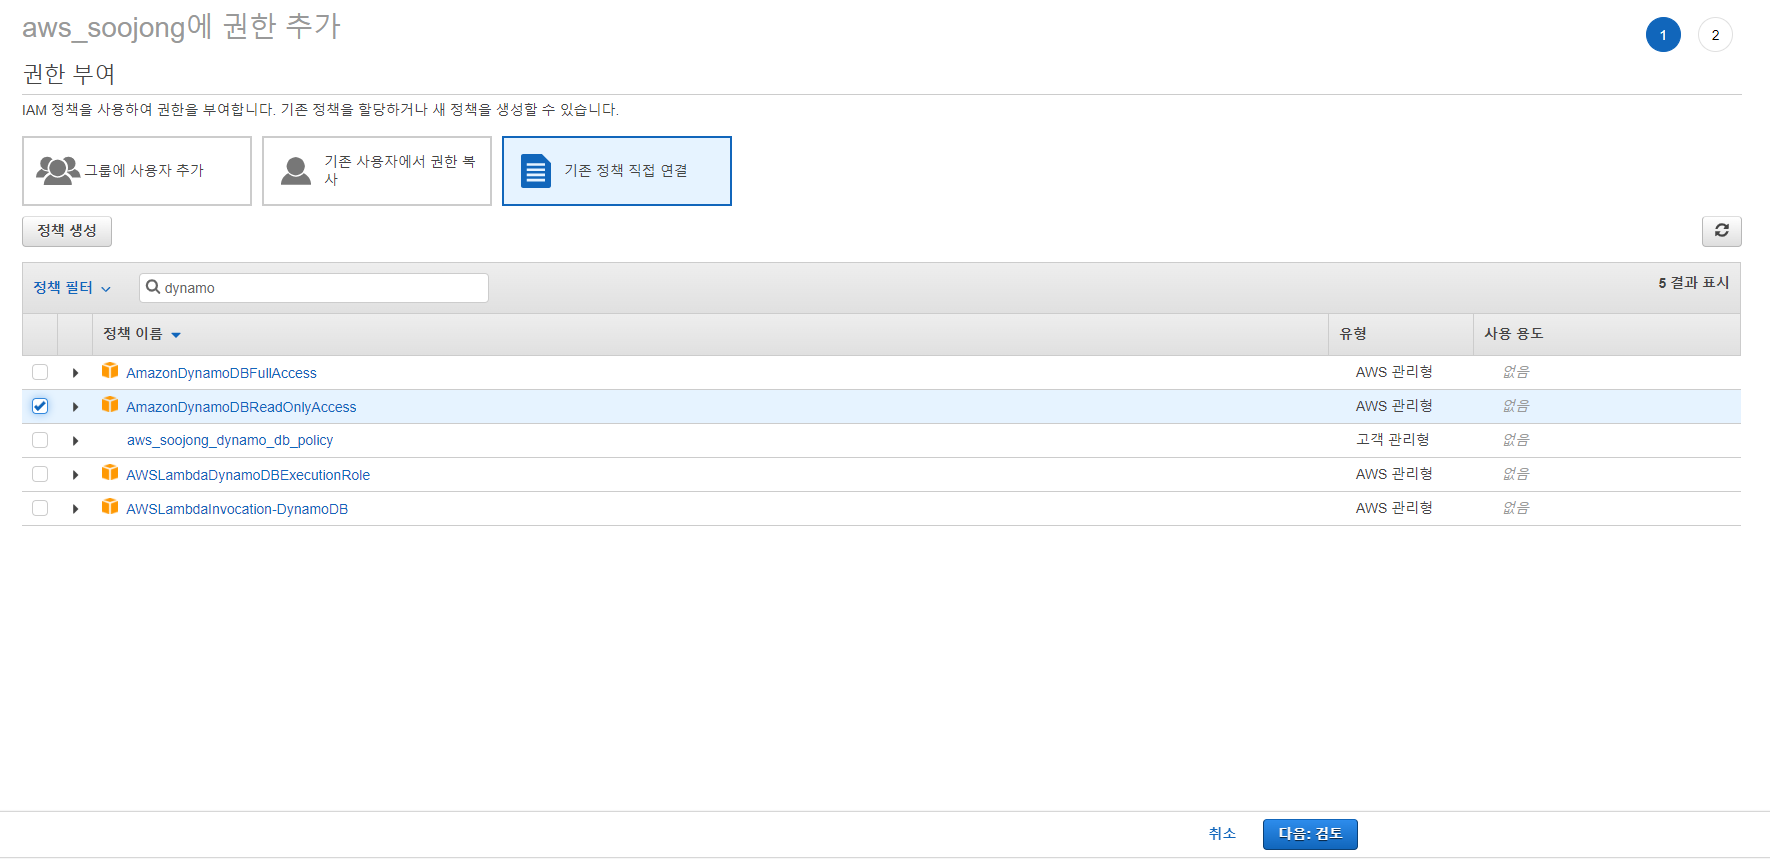 aws_soojong에 권한 추가
1
2
권한 부여
IAM 정책을 사용하여 권한을 부여합니다. 기존 정책을 할당하거나 새 정책을 생성할 수 있습니다.
그룹에 사용자 추가
기존 사용자에서 권한 복
사
기존 정책 직접 연결
정책 생성
정책 필터
dynamo
5 결과 표시
정책 이름
유형
사용 용도
AmazonDynamoDBFullAccess
AWS 관리형
없음
AmazonDynamoDBReadOnlyAccess
AWS 관리형
없음
aws_soojong_dynamo_db_policy
고객 관리형
없음
AWSLambdaDynamoDBExecutionRole
AWS 관리형
없음
AWSLambdaInvocation-DynamoDB
AWS 관리형
없음
취소
다음: 검토